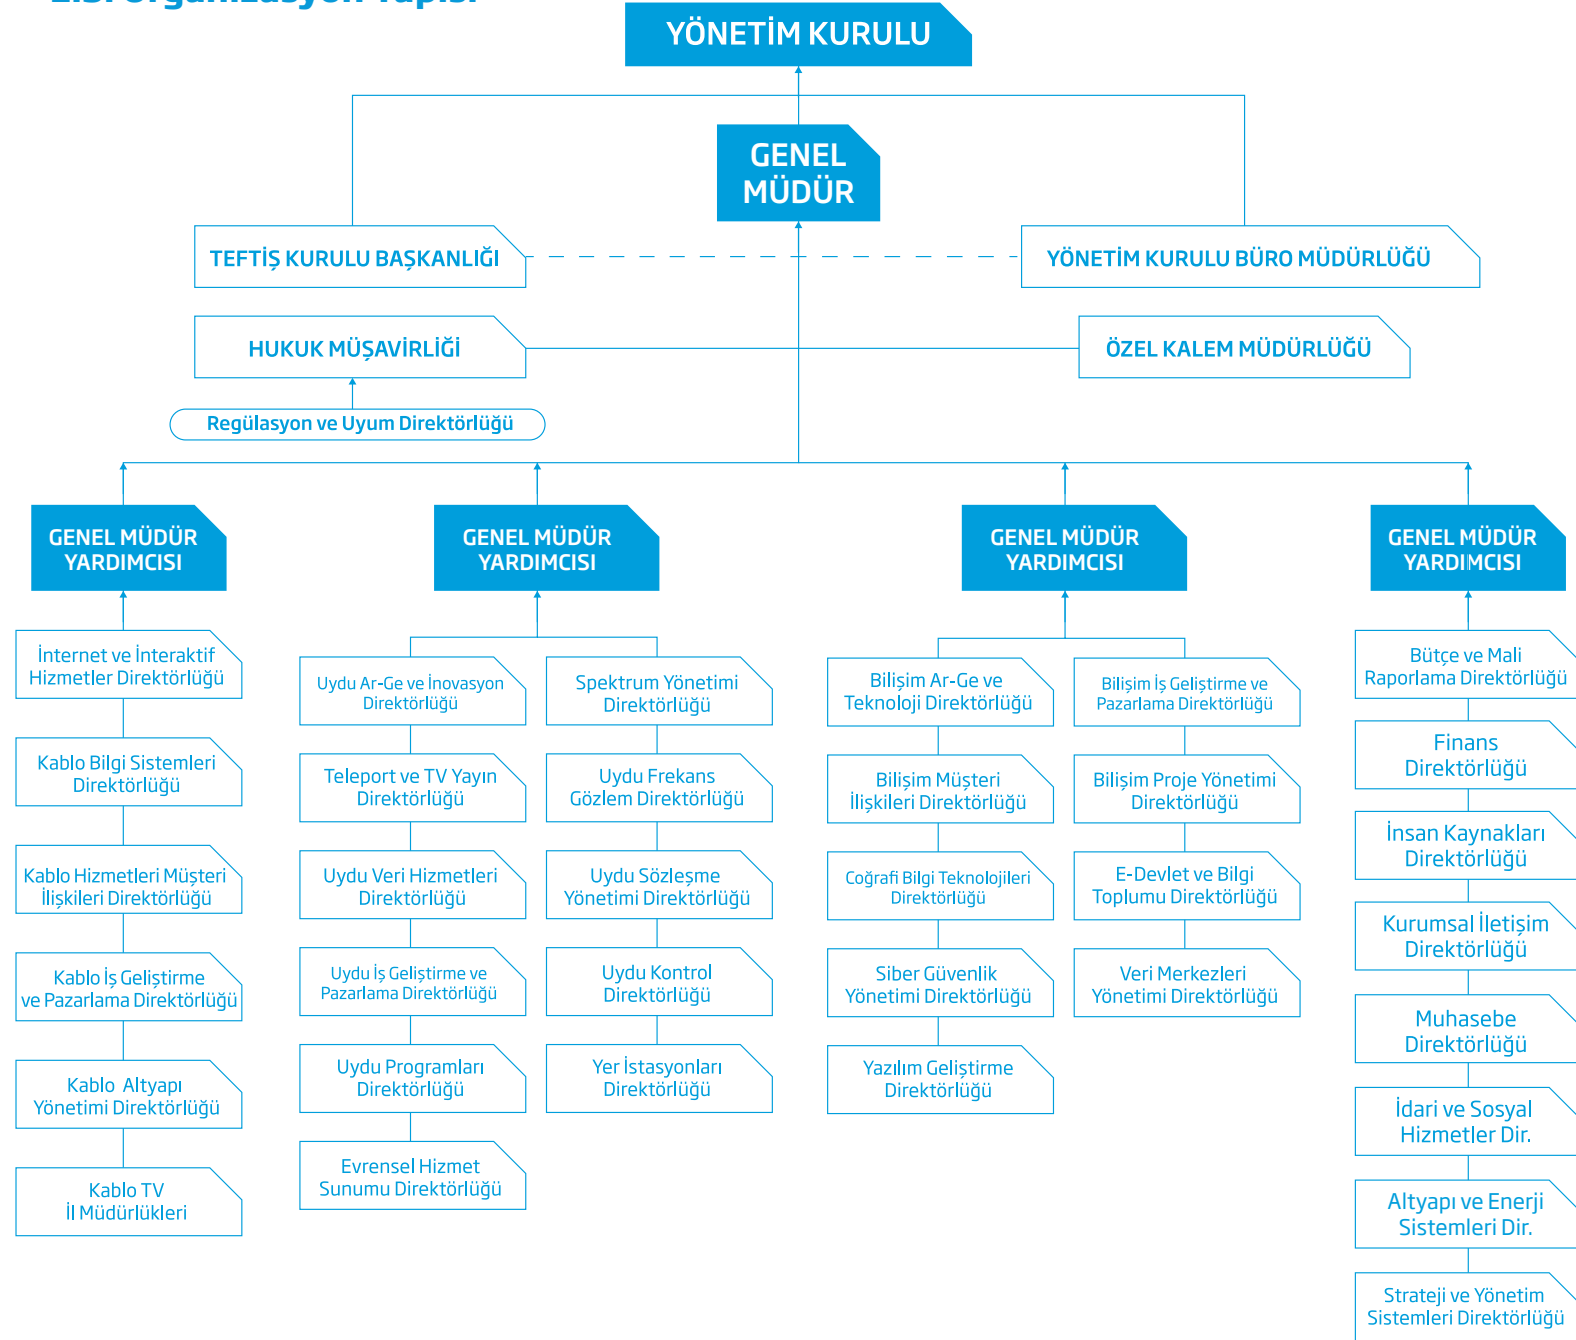 2.3. Organizasyon Yapısı
YÖNETİM KURULU
GENEL
MÜDÜR
TEFTİŞ KURULU BAŞKANLIĞI
YÖNETİM KURULU BÜRO MÜDÜRLÜĞÜ
HUKUK MÜŞAVİRLİĞİ
ÖZEL KALEM MÜDÜRLÜĞÜ
Regülasyon ve Uyum Direktörlüğü
GENEL MÜDÜR
YARDIMCISI
İnternet ve İnteraktif
Hizmetler Direktörlüğü
Kablo Bilgi Sistemleri
Direktörlüğü
Kablo Hizmetleri Müşteri
İlişkileri Direktörlüğü
Kablo İş Geliştirme
ve Pazarlama Direktörlüğü
Kablo Altyapı
Yönetimi Direktörlüğü
Kablo TV
İl Müdürlükleri
GENEL MÜDÜR
YARDIMCISI
Uydu Ar-Ge ve İnovasyon
Direktörlüğü
Teleport ve TV Yayın
Direktörlüğü
Uydu Veri Hizmetleri
Direktörlüğü
Uydu İş Geliştirme ve
Pazarlama Direktörlüğü
Uydu Programları
Direktörlüğü
Evrensel Hizmet
Sunumu Direktörlüğü
Spektrum Yönetimi
Direktörlüğü
Uydu Frekans
Gözlem Direktörlüğü
Uydu Sözleşme
Yönetimi Direktörlüğü
Uydu Kontrol
Direktörlüğü
Yer İstasyonları
Direktörlüğü
GENEL MÜDÜR
YARDIMCISI
Bilişim Ar-Ge ve
Teknoloji Direktörlüğü
Bilişim Müşteri
İlişkileri Direktörlüğü
Coğrafi Bilgi Teknolojileri
Direktörlüğü
Siber Güvenlik
Yönetimi Direktörlüğü
Yazılım Geliştirme
Direktörlüğü
Bilişim İş Geliştirme ve
Pazarlama Direktörlüğü
Bilişim Proje Yönetimi
Direktörlüğü
E-Devlet ve Bilgi
Toplumu Direktörlüğü
Veri Merkezleri
Yönetimi Direktörlüğü
GENEL MÜDÜR
YARDIMCISI
Bütçe ve Mali
Raporlama Direktörlüğü
Finans
Direktörlüğü
İnsan Kaynakları
Direktörlüğü
Kurumsal İletişim
Direktörlüğü
Muhasebe
Direktörlüğü
İdari ve Sosyal
Hizmetler Dir.
Altyapı ve Enerji
Sistemleri Dir.
Strateji ve Yönetim
Sistemleri Direktörlüğü